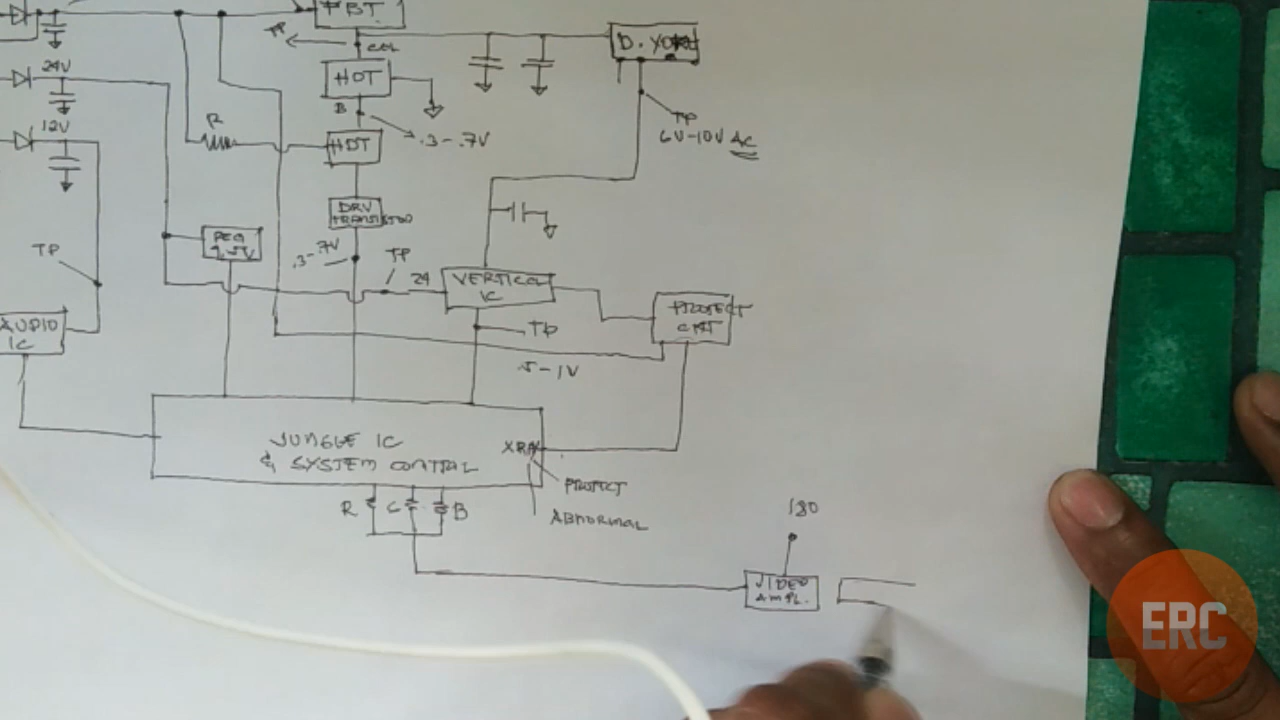 FBT
TP
COL
D. YOKE
24V
HOT
B
12V
R
TP
6V-10V AC
.3-.7V
HDT
DRV
TRANSISTOR
REG
.3-.7V
TP
TP
24
VERTICAL
IC
PROTECT
CKT
AUDIO
IC
TP
5-1V
JUNGLE IC
& SYSTEM CONTROL
XRAY
PROTECT
R G B
ABNORMAL
180
VIDEO
AMPL.
ERC